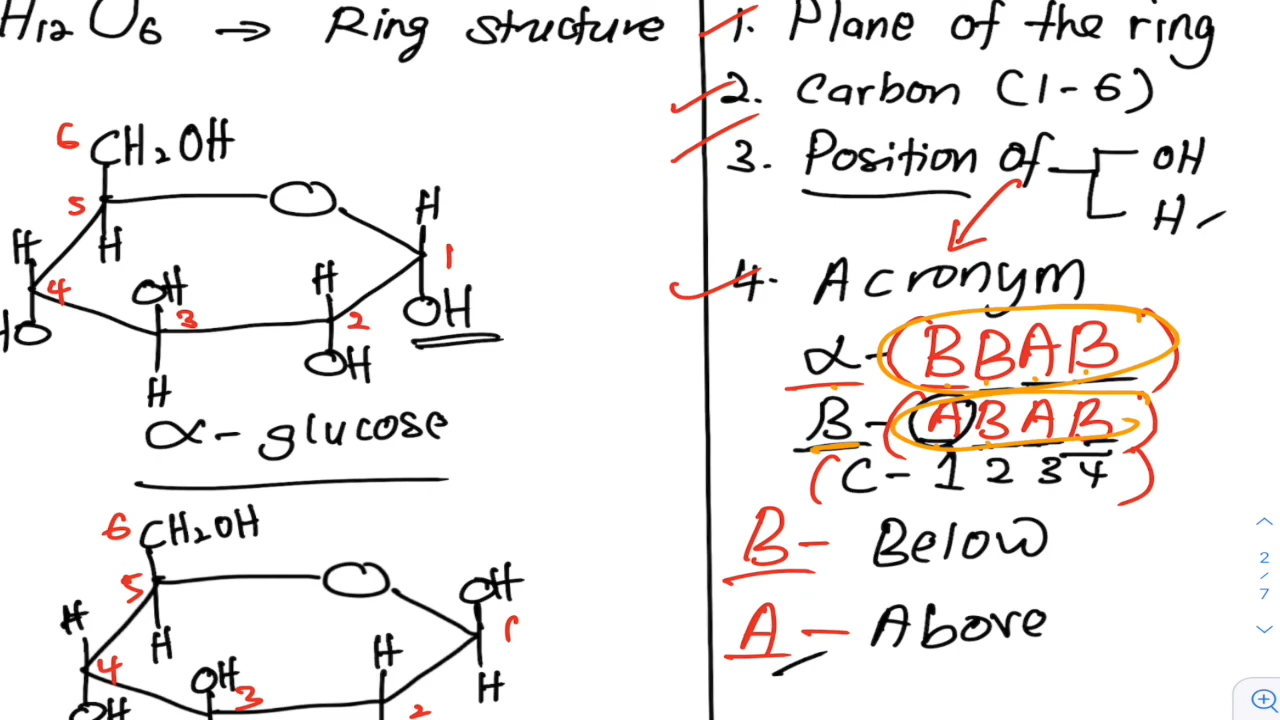 H12O6 → Ring structure
6 CH2OH
5 O H
H H 1
4 OH H
3 2 OH
HO OH
H
α - glucose
6 CH2OH
5 O OH
H H 1
4 OH H H
OH 3 2
1. Plane of the ring
2. Carbon (1-6)
3. Position of OH
H
4. Acronym
α - (BBAB)
B - (ABAB)
(C - 1 2 3 4)
B - Below
A - Above
2
/
7